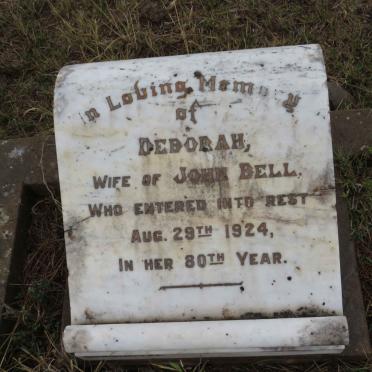 In Loving Memory
of
DEBORAH,
WIFE OF JOHN BELL,
WHO ENTERED INTO REST
AUG. 29TH 1924,
IN HER 80TH YEAR.